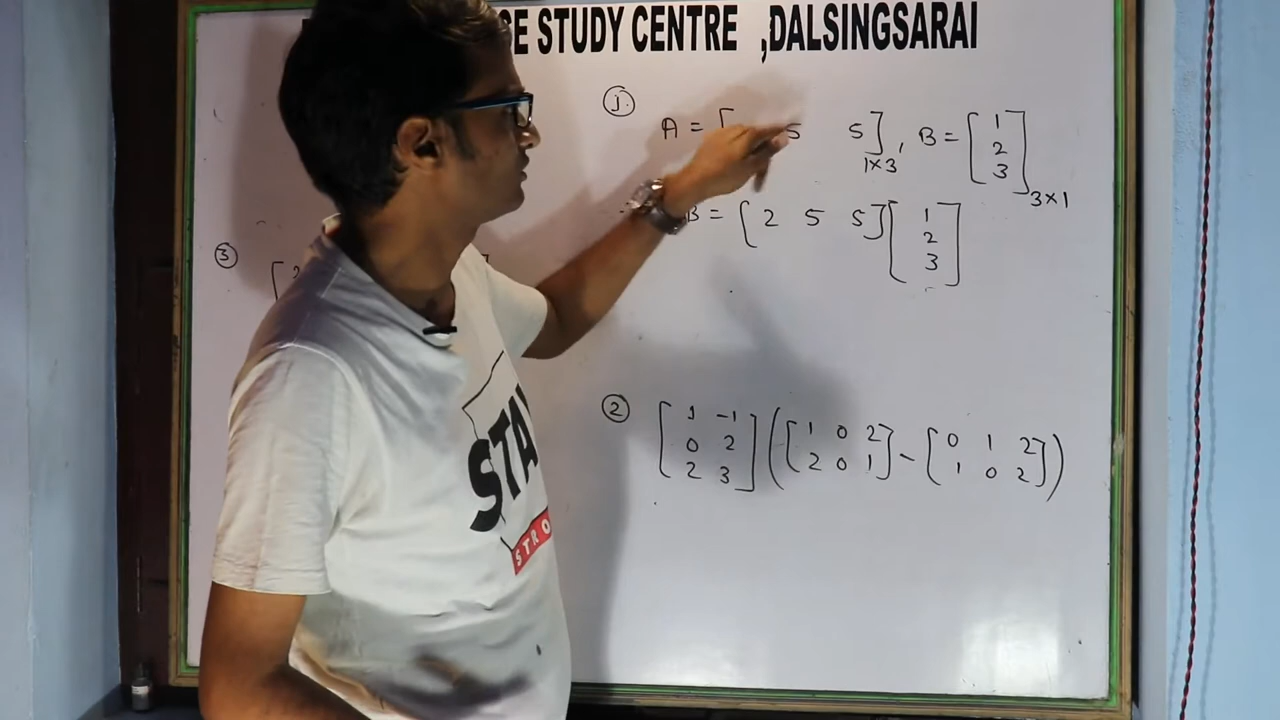 SE STUDY CENTRE ,DALSINGSARAI
①
A = [ 5 5]1×3 , B = [1 2 3]3×1
B = [2 5 5] [1 2 3]
③
②
[1 -1
0 2
2 3] ([1 0 2
2 0 1] - [0 1 2
1 0 2])
STA
STRO